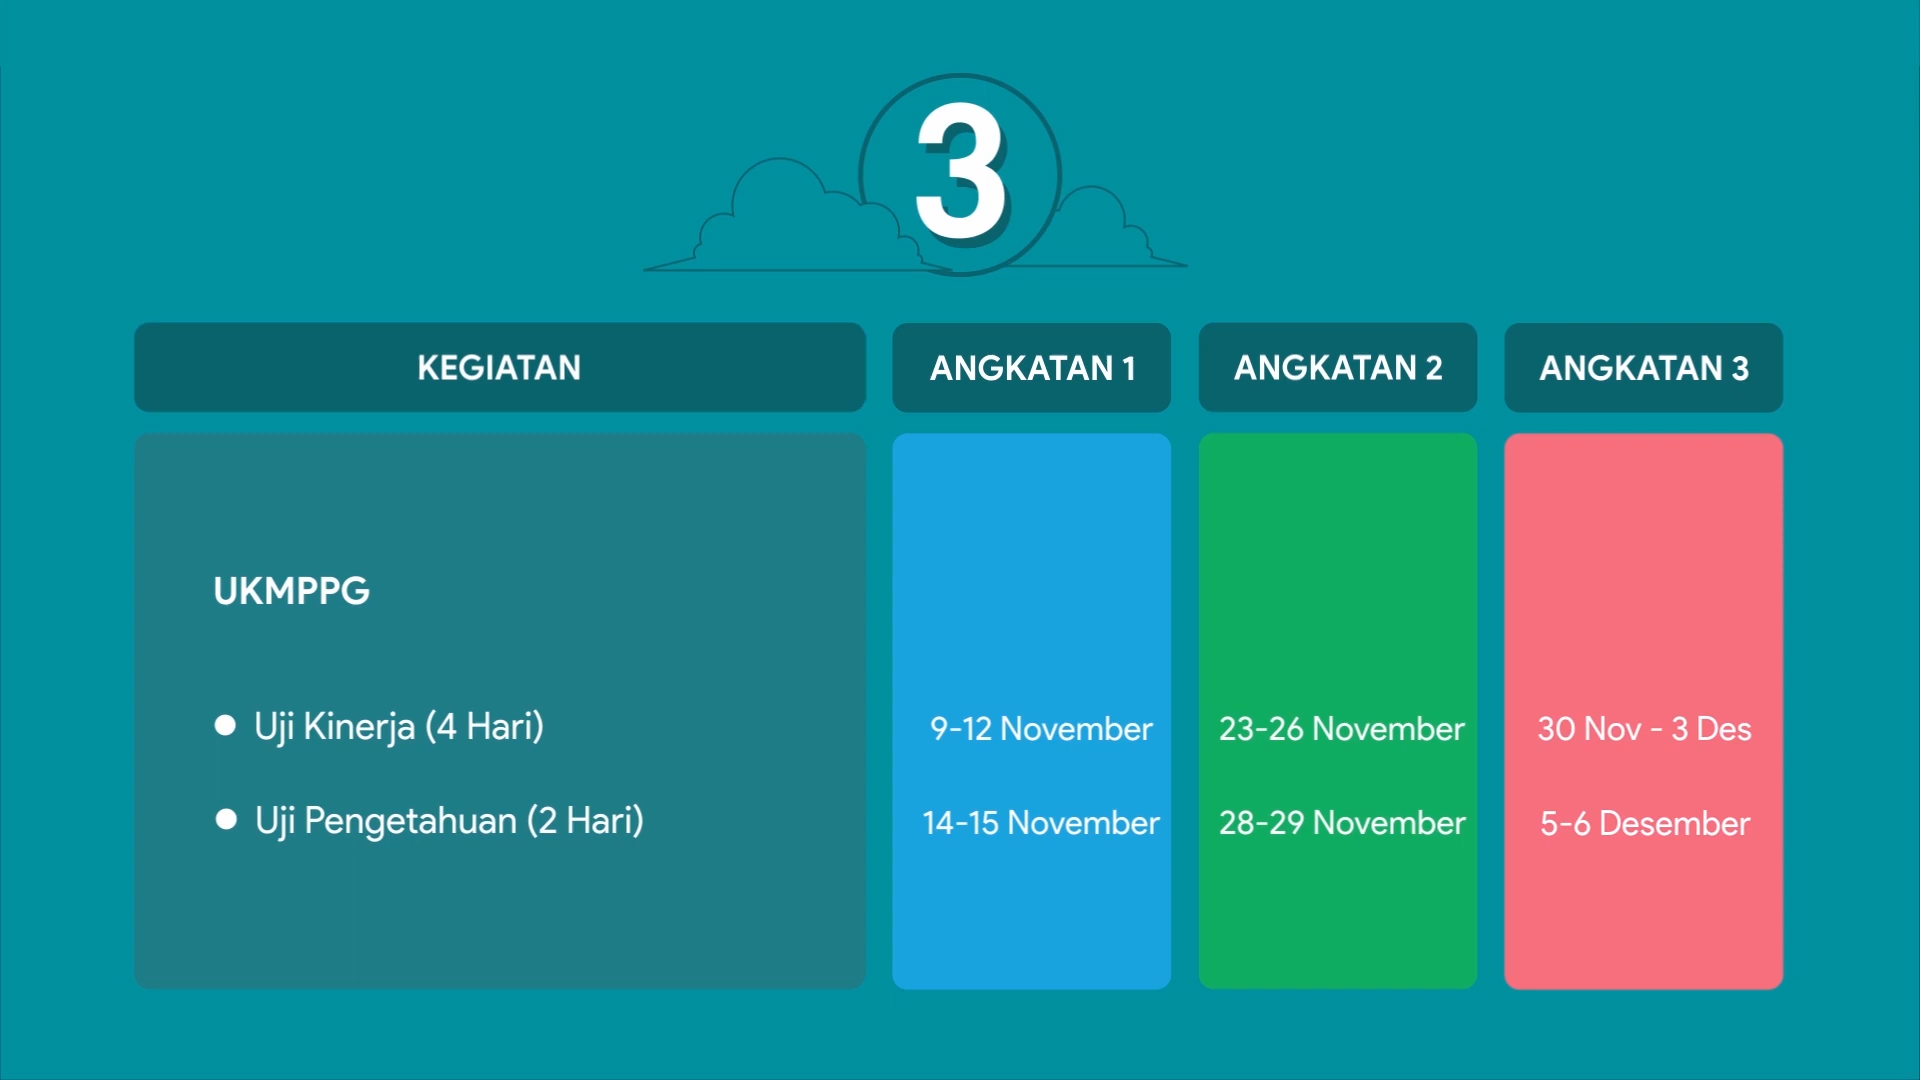 3
KEGIATAN ANGKATAN 1 ANGKATAN 2 ANGKATAN 3
UKMPPG
● Uji Kinerja (4 Hari) 9-12 November 23-26 November 30 Nov - 3 Des
● Uji Pengetahuan (2 Hari) 14-15 November 28-29 November 5-6 Desember